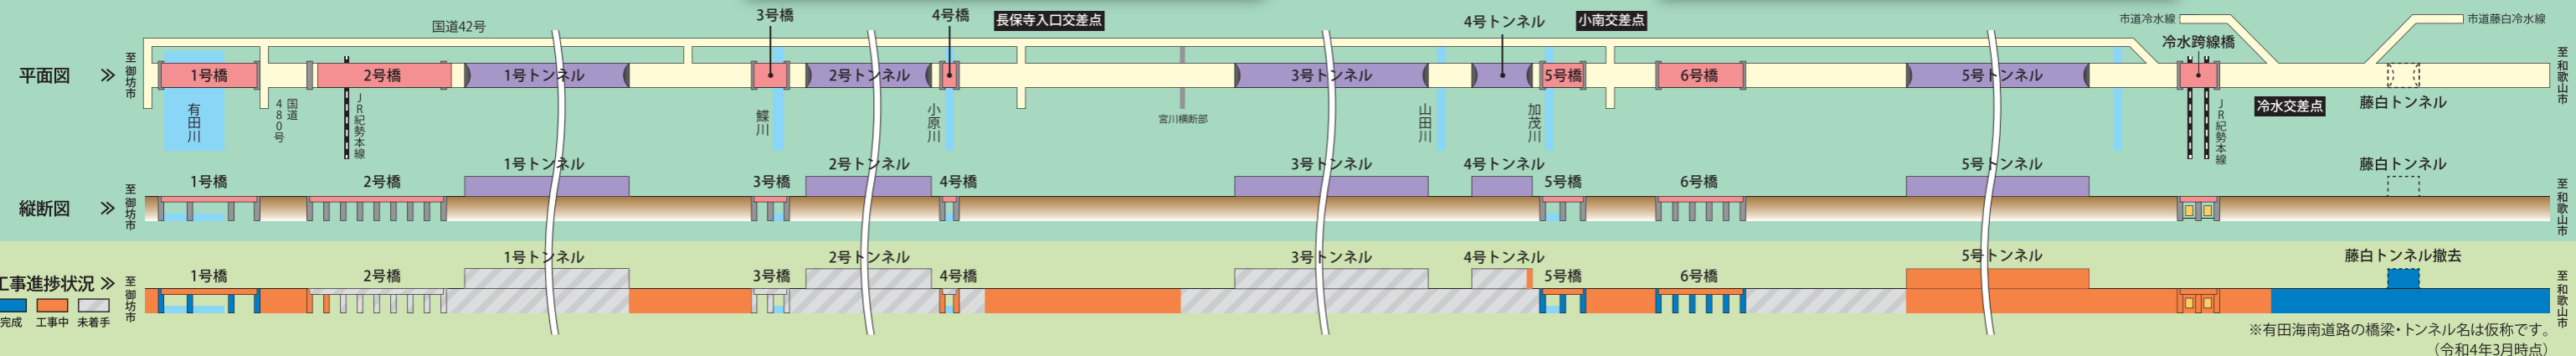 国道42号
3号橋
4号橋
長保寺入口交差点
4号トンネル
小南交差点
市道冷水線
市道藤白冷水線
冷水跨線橋
平面図
至御坊市
1号橋
2号橋
1号トンネル
2号トンネル
3号トンネル
5号橋
6号橋
5号トンネル
至和歌山市
有田川
国道480号
JR紀勢本線
鰈川
小原川
宮川横断部
山田川
加茂川
JR紀勢本線
冷水交差点
藤白トンネル
縦断図
至御坊市
1号橋
2号橋
1号トンネル
3号橋
2号トンネル
4号橋
3号トンネル
4号トンネル
5号橋
6号橋
5号トンネル
藤白トンネル
至和歌山市
工事進捗状況
至御坊市
1号橋
2号橋
1号トンネル
3号橋
2号トンネル
4号橋
3号トンネル
4号トンネル
5号橋
6号橋
5号トンネル
藤白トンネル撤去
至和歌山市
完成
工事中
未着手
※有田海南道路の橋梁・トンネル名は仮称です。
(令和4年3月時点)